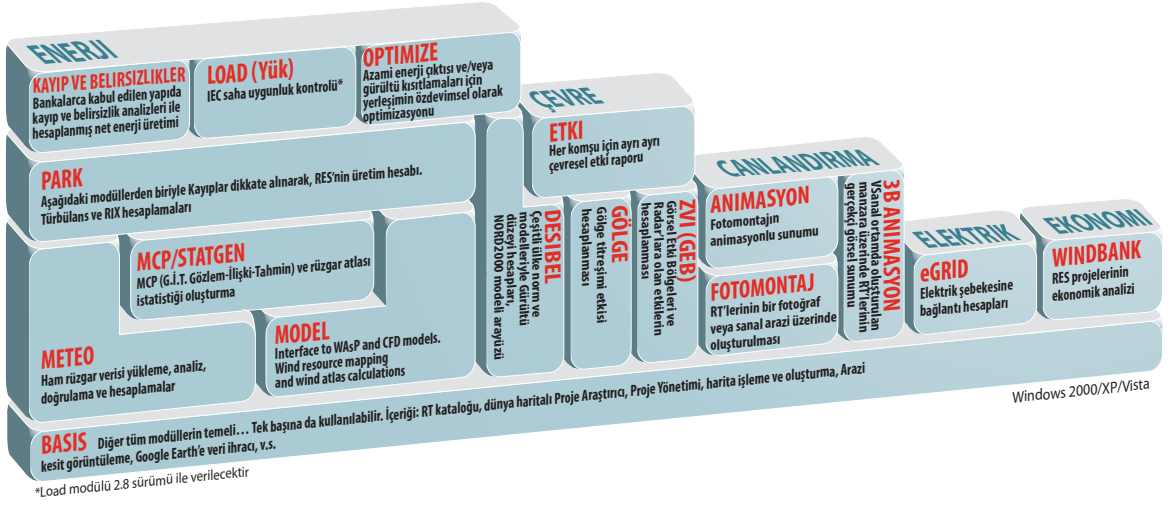 ENERJI
KAYIP VE BELIRSIZLIKLER
Bankalarca kabul edilen yapıda
kayıp ve belirsizlik analizleri ile
hesaplanmış net enerji üretimi
LOAD (Yük)
IEC saha uygunluk kontrolü*
OPTIMIZE
Azami enerji çıktısı ve/veya
gürültü kısıtlamaları için
yerleşimin özdevimsel olarak
optimizasyonu
PARK
Aşağıdaki modüllerden biriyle Kayıplar dikkate alınarak, RES'nin üretim hesabı.
Türbülans ve RIX hesaplamaları
MCP/STATGEN
MCP (G.İ.T. Gözlem-İlişki-Tahmin) ve rüzgar atlası
istatistiği oluşturma
METEO
Ham rüzgar verisi yükleme, analiz,
doğrulama ve hesaplamalar
MODEL
Interface to WAsP and CFD models.
Wind resource mapping
and wind atlas calculations
ÇEVRE
ETKI
Her komşu için ayrı ayrı
çevresel etki raporu
DESIBEL
Çeşitli ülke norm ve
modelleriyle Gürültü
düzeyi hesapları,
NORD2000 modeli arayüzü
GÖLGE
Gölge titreşimi etkisi
hesaplanması
ZVI (GEB)
Görsel Etki Bölgeleri ve
Radar'lara olan etkilerin
hesaplanması
CANLANDIRMA
ANIMASYON
Fotomontajın
animasyonlu sunumu
FOTOMONTAJ
RT'lerinin bir fotoğraf
veya sanal arazi üzerinde
oluşturulması
3B ANIMASYON
VSanal ortamda oluşturulan
manzara üzerinde RT'lerinin
gerçekçi görsel sunumu
ELEKTRIK
eGRID
Elektrik şebekesine
bağlantı hesapları
EKONOMI
WINDBANK
RES projelerinin
ekonomik analizi
BASIS Diğer tüm modüllerin temeli… Tek başına da kullanılabilir. İçeriği: RT kataloğu, dünya haritalı Proje Araştırıcı, Proje Yönetimi, harita işleme ve oluşturma, Arazi
kesit görüntüleme, Google Earth'e veri ihracı, v.s.
Windows 2000/XP/Vista
*Load modülü 2.8 sürümü ile verilecektir